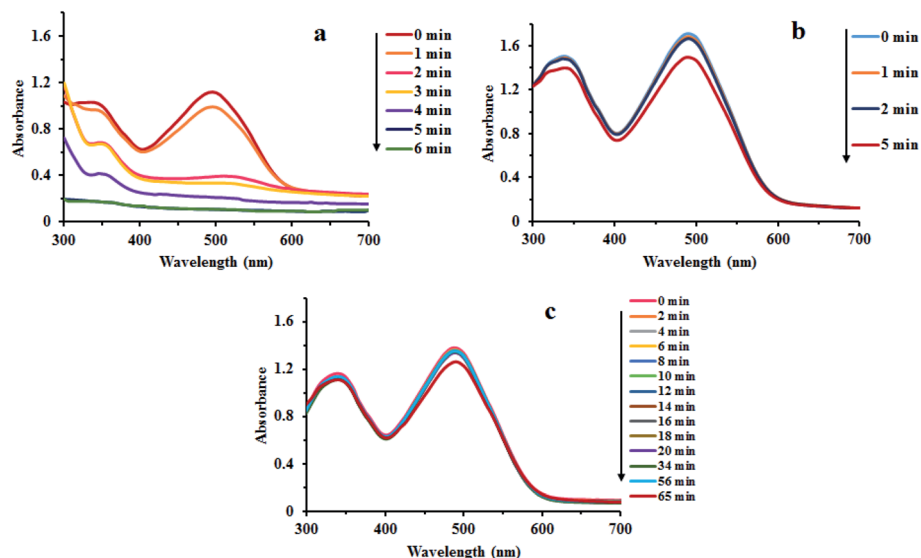 a
1.6
1.2
0.8
0.4
0
300
400
500
600
700
Absorbance
Wavelength (nm)
0 min
1 min
2 min
3 min
4 min
5 min
6 min
b
1.6
1.2
0.8
0.4
0
300
400
500
600
700
Absorbance
Wavelength (nm)
0 min
1 min
2 min
5 min
c
1.6
1.2
0.8
0.4
0
300
400
500
600
700
Absorbance
Wavelength (nm)
0 min
2 min
4 min
6 min
8 min
10 min
12 min
14 min
16 min
18 min
20 min
34 min
56 min
65 min